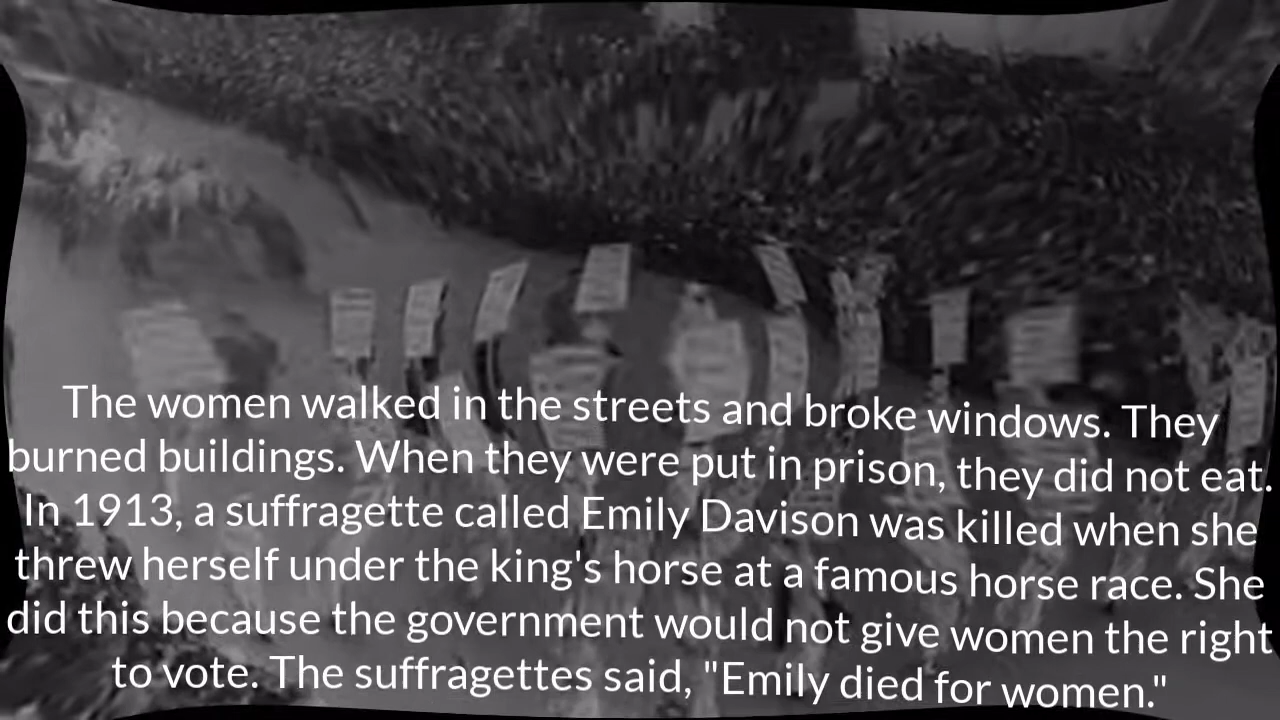 The women walked in the streets and broke windows. They
burned buildings. When they were put in prison, they did not eat.
In 1913, a suffragette called Emily Davison was killed when she
threw herself under the king's horse at a famous horse race. She
did this because the government would not give women the right
to vote. The suffragettes said, "Emily died for women."